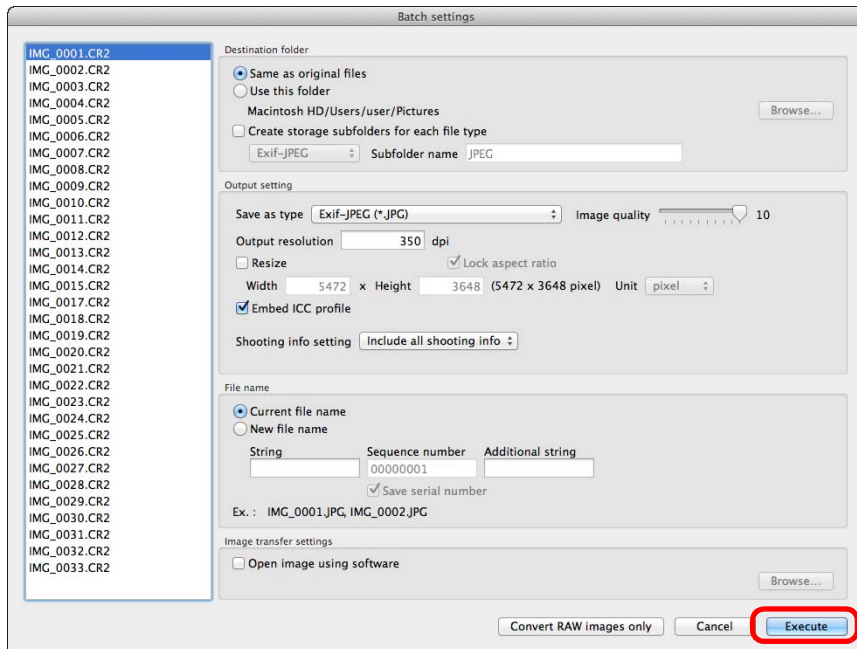 Batch settings
IMG_0001.CR2
IMG_0002.CR2
IMG_0003.CR2
IMG_0004.CR2
IMG_0005.CR2
IMG_0006.CR2
IMG_0007.CR2
IMG_0008.CR2
IMG_0009.CR2
IMG_0010.CR2
IMG_0011.CR2
IMG_0012.CR2
IMG_0013.CR2
IMG_0014.CR2
IMG_0015.CR2
IMG_0017.CR2
IMG_0018.CR2
IMG_0019.CR2
IMG_0020.CR2
IMG_0021.CR2
IMG_0022.CR2
IMG_0023.CR2
IMG_0024.CR2
IMG_0025.CR2
IMG_0026.CR2
IMG_0027.CR2
IMG_0028.CR2
IMG_0029.CR2
IMG_0030.CR2
IMG_0031.CR2
IMG_0032.CR2
IMG_0033.CR2
Destination folder
Same as original files
Use this folder
Macintosh HD/Users/user/Pictures Browse...
Create storage subfolders for each file type
Exif-JPEG Subfolder name JPEG
Output setting
Save as type Exif-JPEG (*.JPG) Image quality 10
Output resolution 350 dpi
Resize Lock aspect ratio
Width 5472 x Height 3648 (5472 x 3648 pixel) Unit pixel
Embed ICC profile
Shooting info setting Include all shooting info
File name
Current file name
New file name
String Sequence number Additional string
00000001
Save serial number
Ex. : IMG_0001.JPG, IMG_0002.JPG
Image transfer settings
Open image using software
Browse...
Convert RAW images only Cancel Execute